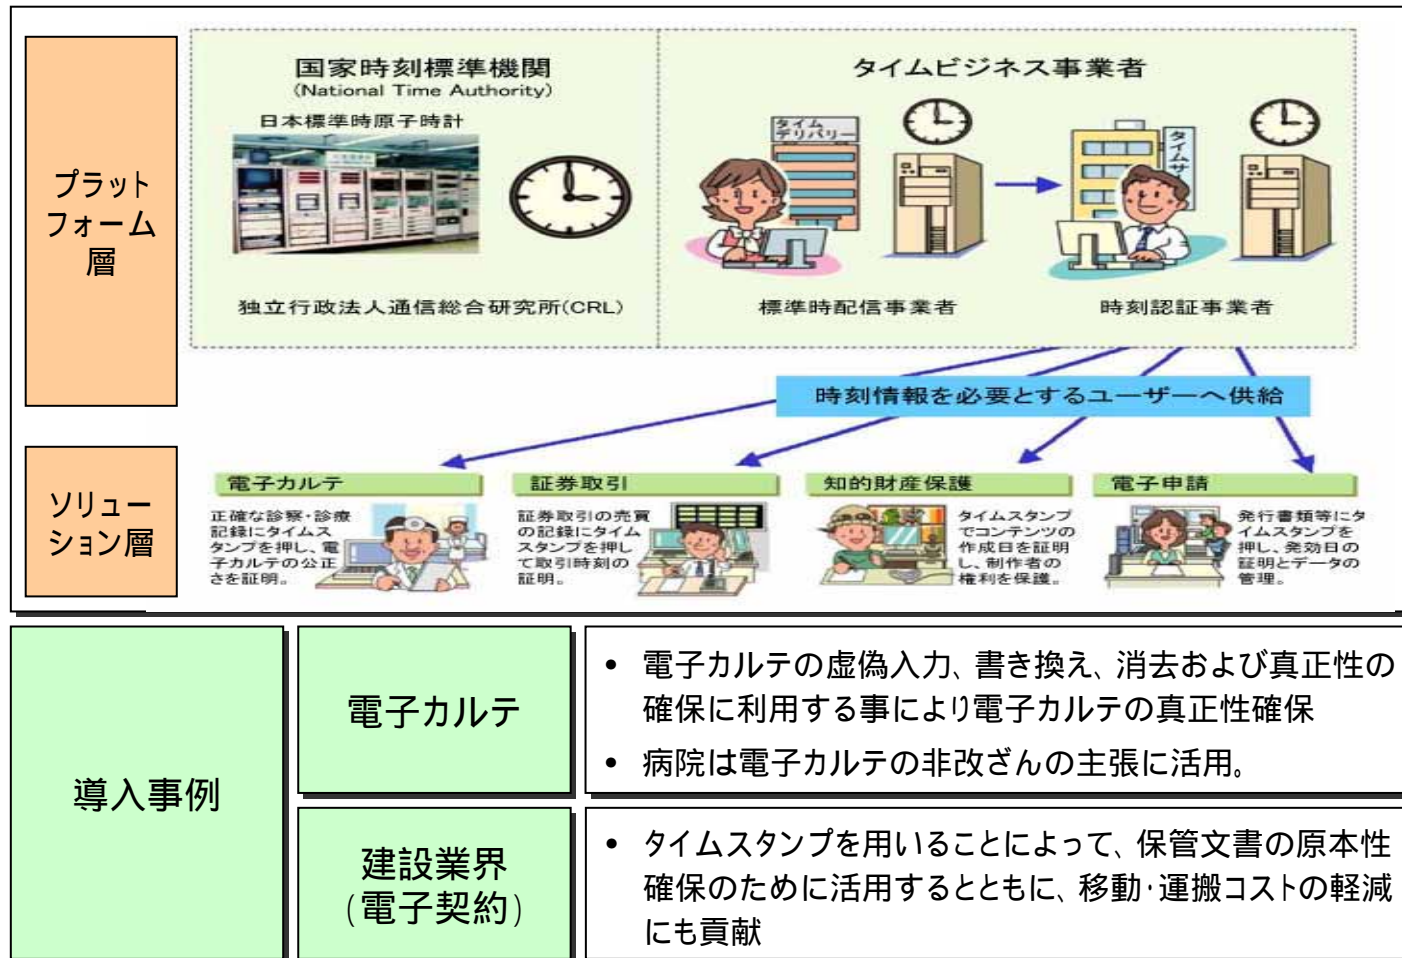 プラット
フォーム
層
国家時刻標準機関
(National Time Authority)
日本標準時原子時計
独立行政法人通信総合研究所(CRL)
タイムビジネス事業者
タイム
デリバリー
タイムサ
標準時配信事業者
時刻認証事業者
時刻情報を必要とするユーザーへ供給
ソリュー
ション層
電子カルテ
正確な診察・診療
記録にタイムス
タンプを押し、電
子カルテの公正
さを証明。
証券取引
証券取引の売買
の記録にタイム
スタンプを押し
て取引時刻の
証明。
知的財産保護
タイムスタンプ
でコンテンツの
作成日を証明
し、制作者の
権利を保護。
電子申請
発行書類等にタ
イムスタンプを
押し、発効日の
証明とデータの
管理。
導入事例
電子カルテ
• 電子カルテの虚偽入力、書き換え、消去および真正性の
確保に利用する事により電子カルテの真正性確保
• 病院は電子カルテの非改ざんの主張に活用。
建設業界
(電子契約)
• タイムスタンプを用いることによって、保管文書の原本性
確保のために活用するとともに、移動・運搬コストの軽減
にも貢献